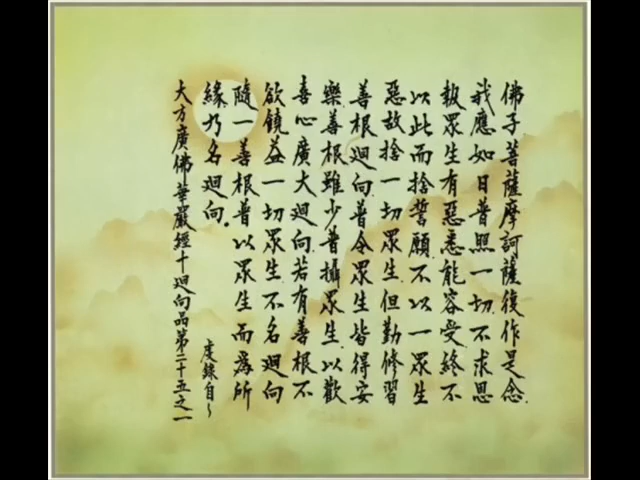 佛子菩薩摩訶薩復作是念
我應如日普照一切不求恩
報眾生有惡悉能容受終不
以此而捨誓願不以一眾生
惡故捨一切眾生但勤修習
善根迴向普令眾生皆得安
樂善根雖少普攝眾生以歡
喜心廣大迴向若有善根不
欲饒益一切眾生不名迴向
隨一善根普以眾生而為所
緣乃名迴向。
虔錄自~
大方廣佛華嚴經十迴向品第二十五之一